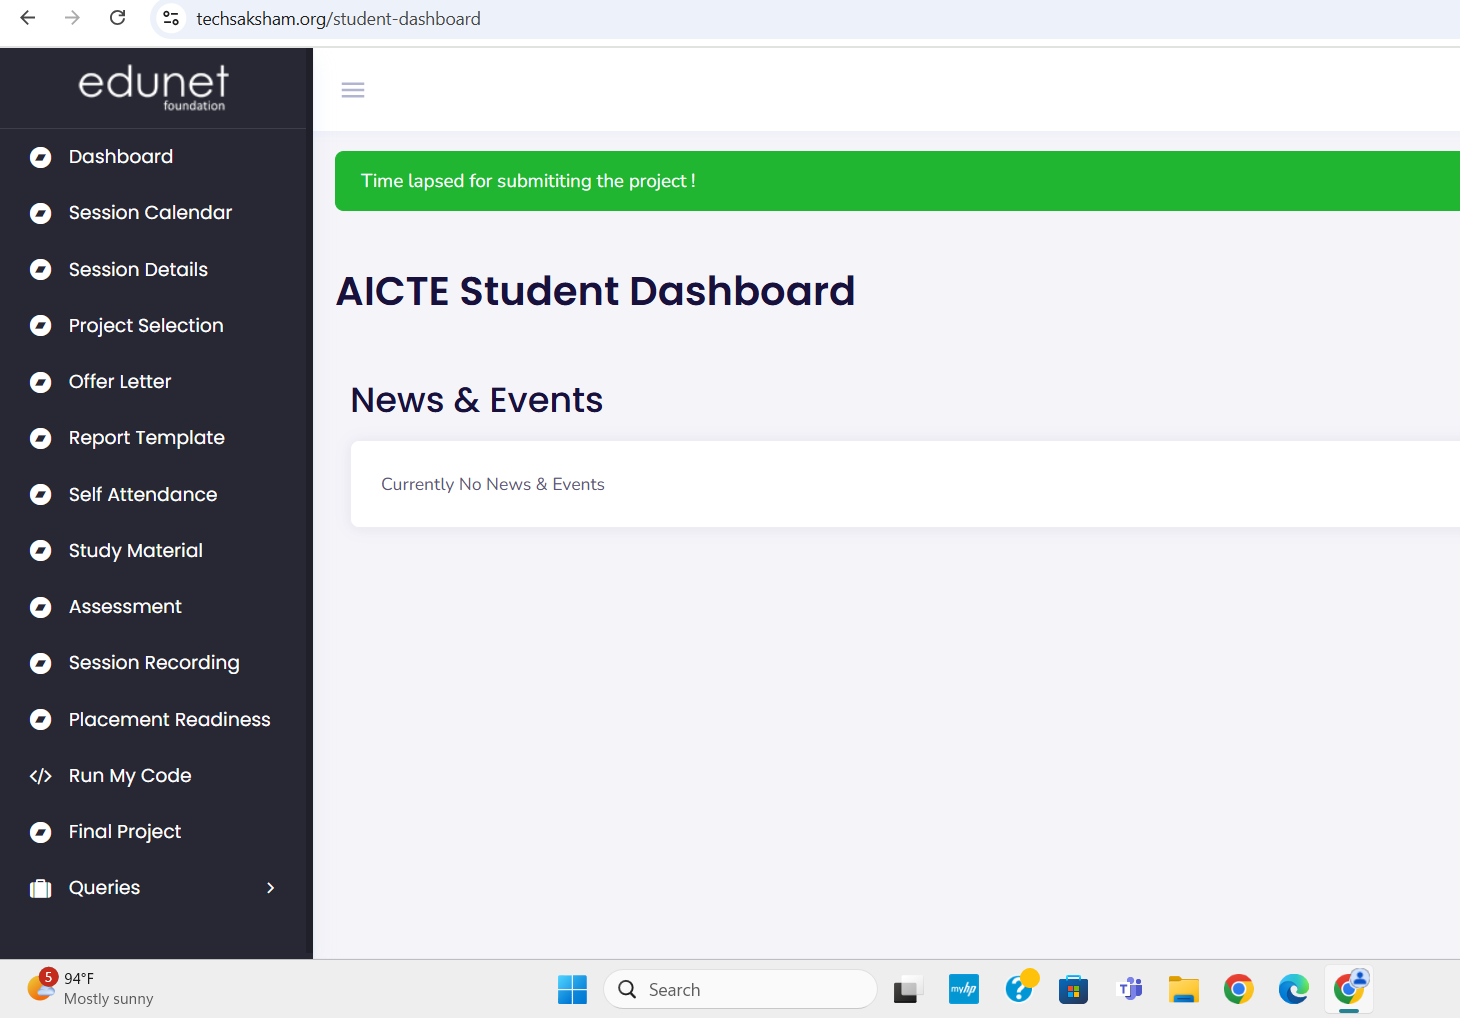 techsaksham.org/student-dashboard
edunet
foundation
Dashboard
Session Calendar
Session Details
Project Selection
Offer Letter
Report Template
Self Attendance
Study Material
Assessment
Session Recording
Placement Readiness
</> Run My Code
Final Project
Queries
Time lapsed for submititing the project !
AICTE Student Dashboard
News & Events
Currently No News & Events
5
94°F
Mostly sunny
Search
myhp